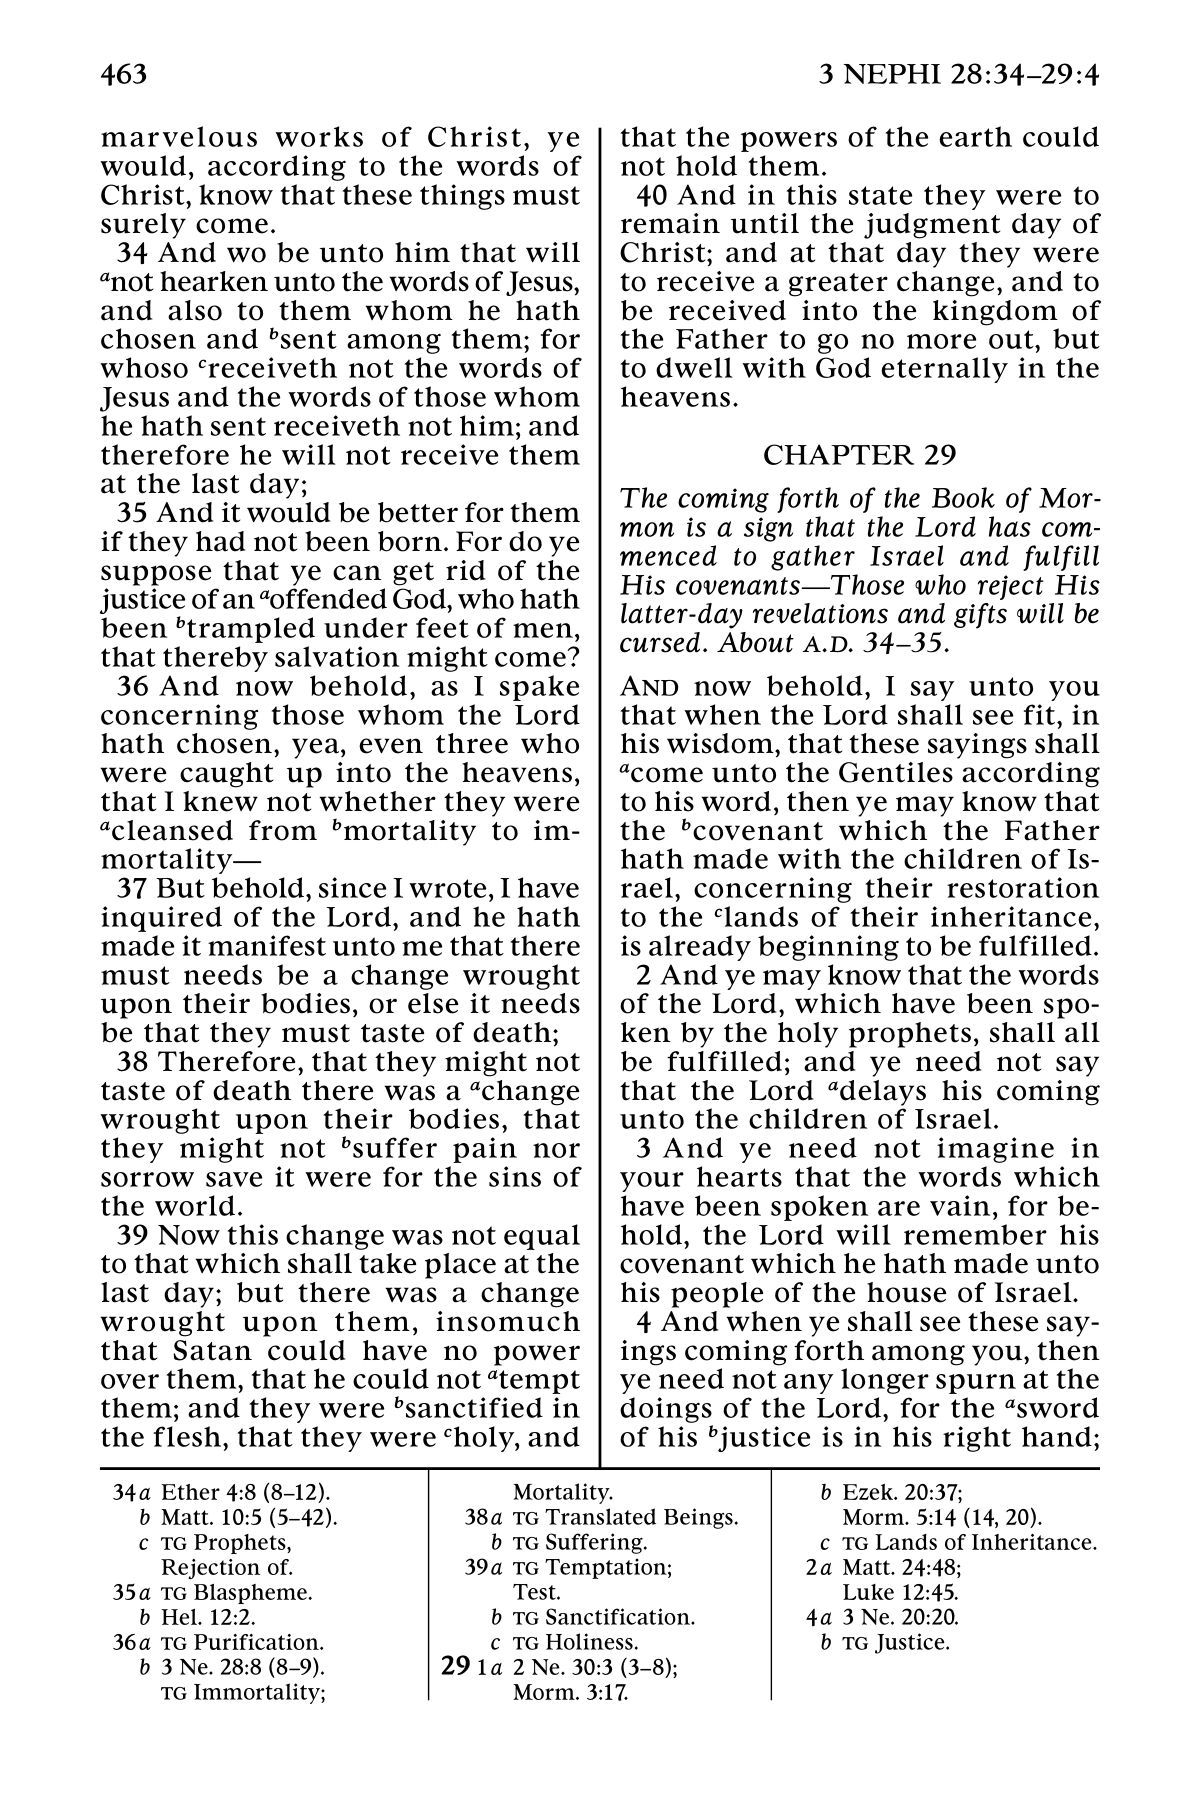 463
3 NEPHI 28:34–29:4
marvelous works of Christ, ye
would, according to the words of
Christ, know that these things must
surely come.
34 And wo be unto him that will
ᵃnot hearken unto the words of Jesus,
and also to them whom he hath
chosen and ᵇsent among them; for
whoso ᶜreceiveth not the words of
Jesus and the words of those whom
he hath sent receiveth not him; and
therefore he will not receive them
at the last day;
35 And it would be better for them
if they had not been born. For do ye
suppose that ye can get rid of the
justice of an ᵃoffended God, who hath
been ᵇtrampled under feet of men,
that thereby salvation might come?
36 And now behold, as I spake
concerning those whom the Lord
hath chosen, yea, even three who
were caught up into the heavens,
that I knew not whether they were
ᵃcleansed from ᵇmortality to im-
mortality—
37 But behold, since I wrote, I have
inquired of the Lord, and he hath
made it manifest unto me that there
must needs be a change wrought
upon their bodies, or else it needs
be that they must taste of death;
38 Therefore, that they might not
taste of death there was a ᵃchange
wrought upon their bodies, that
they might not ᵇsuffer pain nor
sorrow save it were for the sins of
the world.
39 Now this change was not equal
to that which shall take place at the
last day; but there was a change
wrought upon them, insomuch
that Satan could have no power
over them, that he could not ᵃtempt
them; and they were ᵇsanctified in
the flesh, that they were ᶜholy, and
that the powers of the earth could
not hold them.
40 And in this state they were to
remain until the judgment day of
Christ; and at that day they were
to receive a greater change, and to
be received into the kingdom of
the Father to go no more out, but
to dwell with God eternally in the
heavens.
CHAPTER 29
The coming forth of the Book of Mor-
mon is a sign that the Lord has com-
menced to gather Israel and fulfill
His covenants—Those who reject His
latter-day revelations and gifts will be
cursed. About A.D. 34–35.
AND now behold, I say unto you
that when the Lord shall see fit, in
his wisdom, that these sayings shall
ᵃcome unto the Gentiles according
to his word, then ye may know that
the ᵇcovenant which the Father
hath made with the children of Is-
rael, concerning their restoration
to the ᶜlands of their inheritance,
is already beginning to be fulfilled.
2 And ye may know that the words
of the Lord, which have been spo-
ken by the holy prophets, shall all
be fulfilled; and ye need not say
that the Lord ᵃdelays his coming
unto the children of Israel.
3 And ye need not imagine in
your hearts that the words which
have been spoken are vain, for be-
hold, the Lord will remember his
covenant which he hath made unto
his people of the house of Israel.
4 And when ye shall see these say-
ings coming forth among you, then
ye need not any longer spurn at the
doings of the Lord, for the ᵃsword
of his ᵇjustice is in his right hand;
34a Ether 4:8 (8–12).
b Matt. 10:5 (5–42).
c TG Prophets,
Rejection of.
35a TG Blaspheme.
b Hel. 12:2.
36a TG Purification.
b 3 Ne. 28:8 (8–9).
TG Immortality;
Mortality.
38a TG Translated Beings.
b TG Suffering.
39a TG Temptation;
Test.
b TG Sanctification.
c TG Holiness.
29 1a 2 Ne. 30:3 (3–8);
Morm. 3:17.
b Ezek. 20:37;
Morm. 5:14 (14, 20).
c TG Lands of Inheritance.
2a Matt. 24:48;
Luke 12:45.
4a 3 Ne. 20:20.
b TG Justice.